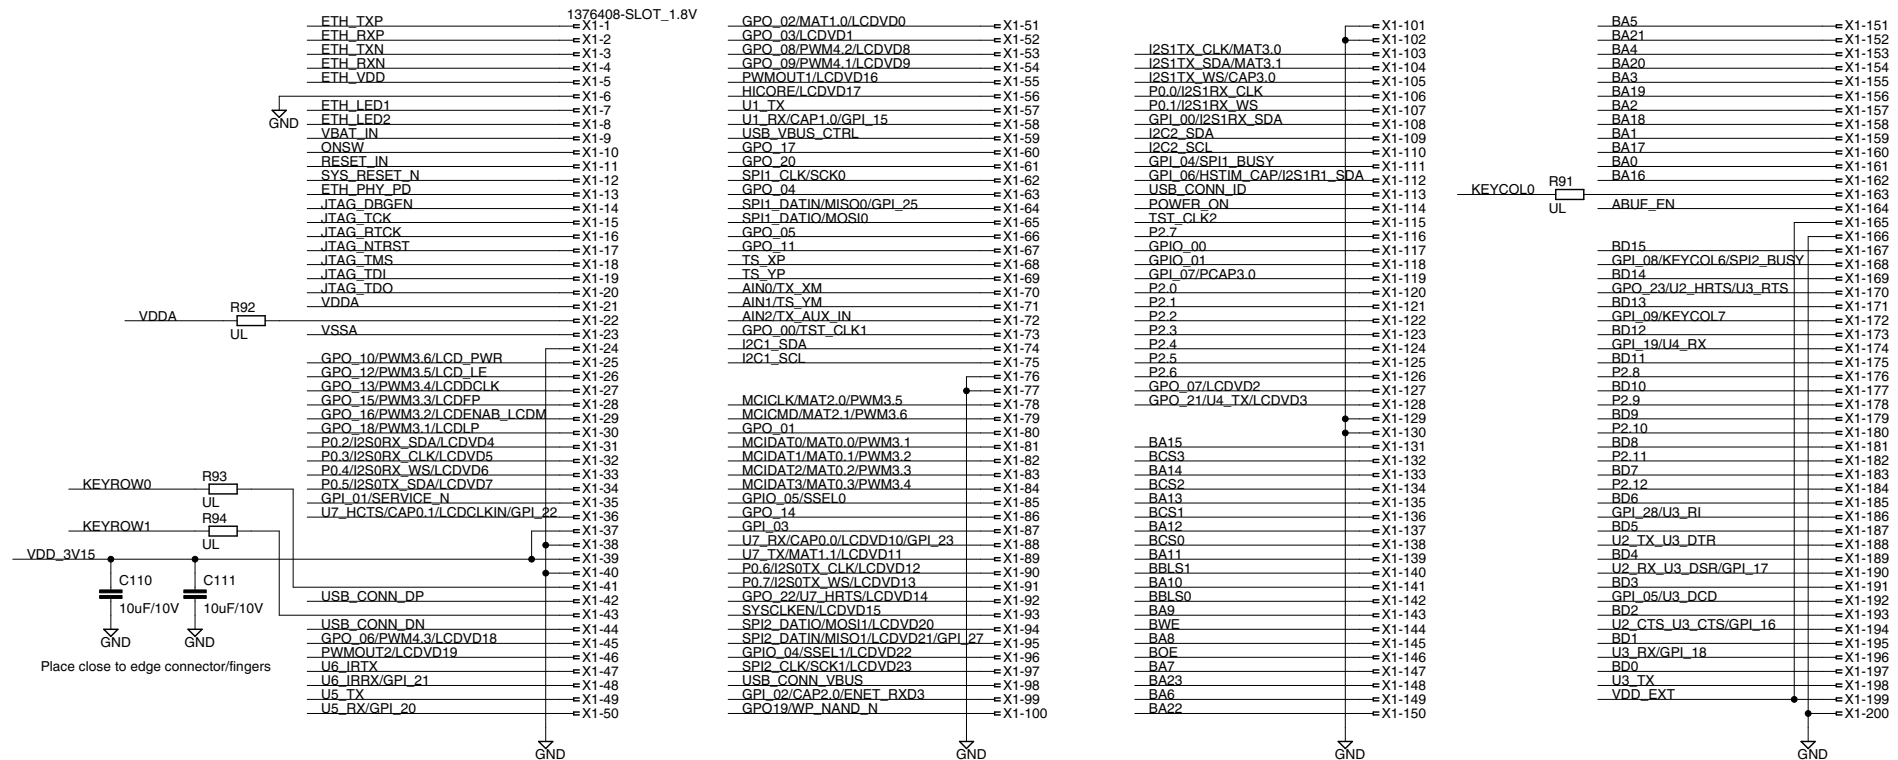 1376408-SLOT_1.8V
ETH_TXP X1-1
ETH_RXP X1-2
ETH_TXN X1-3
ETH_RXN X1-4
ETH_VDD X1-5
X1-6
GND
ETH_LED1 X1-7
ETH_LED2 X1-8
VBAT_IN X1-9
ONSW X1-10
RESET_IN X1-11
SYS_RESET_N X1-12
ETH_PHY_PD X1-13
JTAG_DBGEN X1-14
JTAG_TCK X1-15
JTAG_RTCK X1-16
JTAG_NTRST X1-17
JTAG_TMS X1-18
JTAG_TDI X1-19
JTAG_TDO X1-20
VDDA X1-21
VDDA R92 UL X1-22
VSSA X1-23
X1-24
GPO_10/PWM3.6/LCD_PWR X1-25
GPO_12/PWM3.5/LCD_LE X1-26
GPO_13/PWM3.4/LCDDCLK X1-27
GPO_15/PWM3.3/LCDFP X1-28
GPO_16/PWM3.2/LCDENAB_LCDM X1-29
GPO_18/PWM3.1/LCDLP X1-30
P0.2/I2S0RX_SDA/LCDVD4 X1-31
P0.3/I2S0RX_CLK/LCDVD5 X1-32
P0.4/I2S0RX_WS/LCDVD6 X1-33
P0.5/I2S0TX_SDA/LCDVD7 X1-34
GPI_01/SERVICE_N X1-35
U7_HCTS/CAP0.1/LCDCLKIN/GPI_22 X1-36
X1-37
X1-38
X1-39
X1-40
X1-41
USB_CONN_DP X1-42
X1-43
USB_CONN_DN X1-44
GPO_06/PWM4.3/LCDVD18 X1-45
PWMOUT2/LCDVD19 X1-46
U6_IRTX X1-47
U6_IRRX/GPI_21 X1-48
U5_TX X1-49
U5_RX/GPI_20 X1-50
GND
KEYROW0 R93 UL
KEYROW1 R94 UL
VDD_3V15
C110 10uF/10V GND
C111 10uF/10V GND
Place close to edge connector/fingers
GPO_02/MAT1.0/LCDVD0 X1-51
GPO_03/LCDVD1 X1-52
GPO_08/PWM4.2/LCDVD8 X1-53
GPO_09/PWM4.1/LCDVD9 X1-54
PWMOUT1/LCDVD16 X1-55
HICORE/LCDVD17 X1-56
U1_TX X1-57
U1_RX/CAP1.0/GPI_15 X1-58
USB_VBUS_CTRL X1-59
GPO_17 X1-60
GPO_20 X1-61
SPI1_CLK/SCK0 X1-62
GPO_04 X1-63
SPI1_DATIN/MISO0/GPI_25 X1-64
SPI1_DATIO/MOSI0 X1-65
GPO_05 X1-66
GPO_11 X1-67
TS_XP X1-68
TS_YP X1-69
AIN0/TX_XM X1-70
AIN1/TS_YM X1-71
AIN2/TX_AUX_IN X1-72
GPO_00/TST_CLK1 X1-73
I2C1_SDA X1-74
I2C1_SCL X1-75
X1-76
X1-77
MCICLK/MAT2.0/PWM3.5 X1-78
MCICMD/MAT2.1/PWM3.6 X1-79
GPO_01 X1-80
MCIDAT0/MAT0.0/PWM3.1 X1-81
MCIDAT1/MAT0.1/PWM3.2 X1-82
MCIDAT2/MAT0.2/PWM3.3 X1-83
MCIDAT3/MAT0.3/PWM3.4 X1-84
GPIO_05/SSEL0 X1-85
GPO_14 X1-86
GPI_03 X1-87
U7_RX/CAP0.0/LCDVD10/GPI_23 X1-88
U7_TX/MAT1.1/LCDVD11 X1-89
P0.6/I2S0TX_CLK/LCDVD12 X1-90
P0.7/I2S0TX_WS/LCDVD13 X1-91
GPO_22/U7_HRTS/LCDVD14 X1-92
SYSCLKEN/LCDVD15 X1-93
SPI2_DATIO/MOSI1/LCDVD20 X1-94
SPI2_DATIN/MISO1/LCDVD21/GPI_27 X1-95
GPIO_04/SSEL1/LCDVD22 X1-96
SPI2_CLK/SCK1/LCDVD23 X1-97
USB_CONN_VBUS X1-98
GPI_02/CAP2.0/ENET_RXD3 X1-99
GPO19/WP_NAND_N X1-100
GND
X1-101
X1-102
I2S1TX_CLK/MAT3.0 X1-103
I2S1TX_SDA/MAT3.1 X1-104
I2S1TX_WS/CAP3.0 X1-105
P0.0/I2S1RX_CLK X1-106
P0.1/I2S1RX_WS X1-107
GPI_00/I2S1RX_SDA X1-108
I2C2_SDA X1-109
I2C2_SCL X1-110
GPI_04/SPI1_BUSY X1-111
GPI_06/HSTIM_CAP/I2S1R1_SDA X1-112
USB_CONN_ID X1-113
POWER_ON X1-114
TST_CLK2 X1-115
P2.7 X1-116
GPIO_00 X1-117
GPIO_01 X1-118
GPI_07/PCAP3.0 X1-119
P2.0 X1-120
P2.1 X1-121
P2.2 X1-122
P2.3 X1-123
P2.4 X1-124
P2.5 X1-125
P2.6 X1-126
GPO_07/LCDVD2 X1-127
GPO_21/U4_TX/LCDVD3 X1-128
X1-129
X1-130
BA15 X1-131
BCS3 X1-132
BA14 X1-133
BCS2 X1-134
BA13 X1-135
BCS1 X1-136
BA12 X1-137
BCS0 X1-138
BA11 X1-139
BBLS1 X1-140
BA10 X1-141
BBLS0 X1-142
BA9 X1-143
BWE X1-144
BA8 X1-145
BOE X1-146
BA7 X1-147
BA23 X1-148
BA6 X1-149
BA22 X1-150
GND
BA5 X1-151
BA21 X1-152
BA4 X1-153
BA20 X1-154
BA3 X1-155
BA19 X1-156
BA2 X1-157
BA18 X1-158
BA1 X1-159
BA17 X1-160
BA0 X1-161
BA16 X1-162
KEYCOL0 R91 UL X1-163
ABUF_EN X1-164
X1-165
X1-166
BD15 X1-167
GPI_08/KEYCOL6/SPI2_BUSY X1-168
BD14 X1-169
GPO_23/U2_HRTS/U3_RTS X1-170
BD13 X1-171
GPI_09/KEYCOL7 X1-172
BD12 X1-173
GPI_19/U4_RX X1-174
BD11 X1-175
P2.8 X1-176
BD10 X1-177
P2.9 X1-178
BD9 X1-179
P2.10 X1-180
BD8 X1-181
P2.11 X1-182
BD7 X1-183
P2.12 X1-184
BD6 X1-185
GPI_28/U3_RI X1-186
BD5 X1-187
U2_TX_U3_DTR X1-188
BD4 X1-189
U2_RX_U3_DSR/GPI_17 X1-190
BD3 X1-191
GPI_05/U3_DCD X1-192
BD2 X1-193
U2_CTS_U3_CTS/GPI_16 X1-194
BD1 X1-195
U3_RX/GPI_18 X1-196
BD0 X1-197
U3_TX X1-198
VDD_EXT X1-199
X1-200
GND